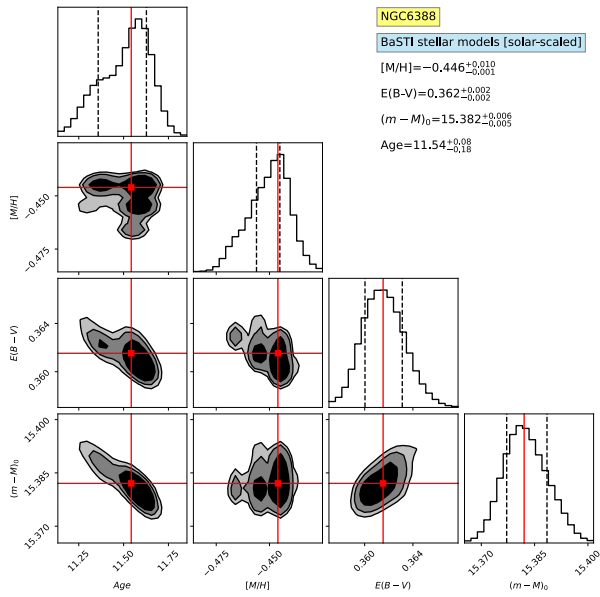 NGC6388
BaSTI stellar models [solar-scaled]
[M/H]=−0.446+0.010−0.001
E(B-V)=0.362+0.002−0.002
(m − M)0=15.382+0.006−0.005
Age=11.54+0.08−0.18
[M/H]
−0.450
−0.475
E(B − V)
0.364
0.360
(m − M)0
15.400
15.385
15.370
11.25 11.50 11.75
Age
−0.475 −0.450
[M/H]
0.360 0.364
E(B − V)
15.370 15.385 15.400
(m − M)0